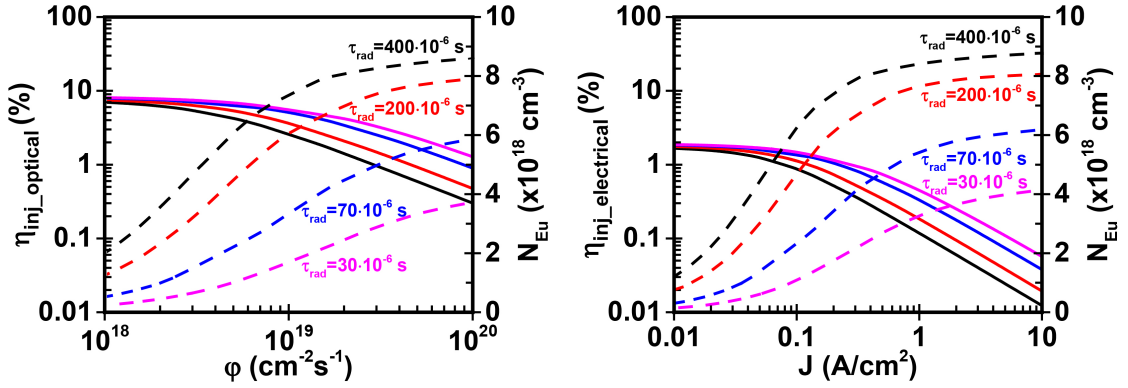 100
10
1
0.1
0.01
η_inj_optical (%)
10^18
10^19
10^20
φ (cm^-2s^-1)
10
8
6
4
2
0
N_Eu (x10^18 cm^-3)
τ_rad=400·10^-6 s
τ_rad=200·10^-6 s
τ_rad=70·10^-6 s
τ_rad=30·10^-6 s
100
10
1
0.1
0.01
η_inj_electrical (%)
0.01
0.1
1
10
J (A/cm^2)
10
8
6
4
2
0
N_Eu (x10^18 cm^-3)
τ_rad=400·10^-6 s
τ_rad=200·10^-6 s
τ_rad=70·10^-6 s
τ_rad=30·10^-6 s